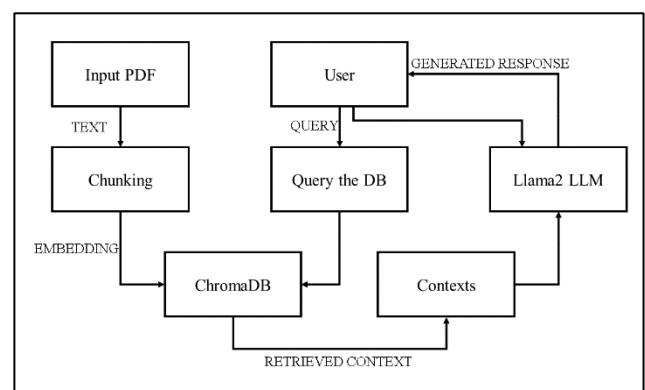 GENERATED RESPONSE
Input PDF
User
TEXT
QUERY
Chunking
Query the DB
Llama2 LLM
EMBEDDING
ChromaDB
Contexts
RETRIEVED CONTEXT